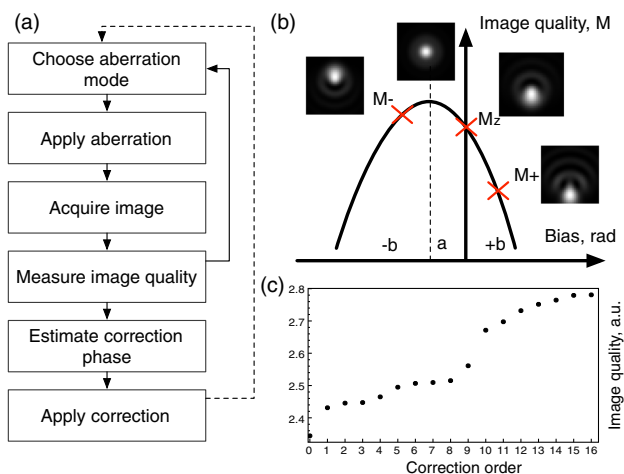 (a)
Choose aberration
mode
Apply aberration
Acquire image
Measure image quality
Estimate correction
phase
Apply correction
(b)
Image quality, M
M-
Mz
M+
-b
a
+b
Bias, rad
(c)
2.8
2.7
2.6
2.5
2.4
0 1 2 3 4 5 6 7 8 9 10 11 12 13 14 15 16
Correction order
Image quality, a.u.